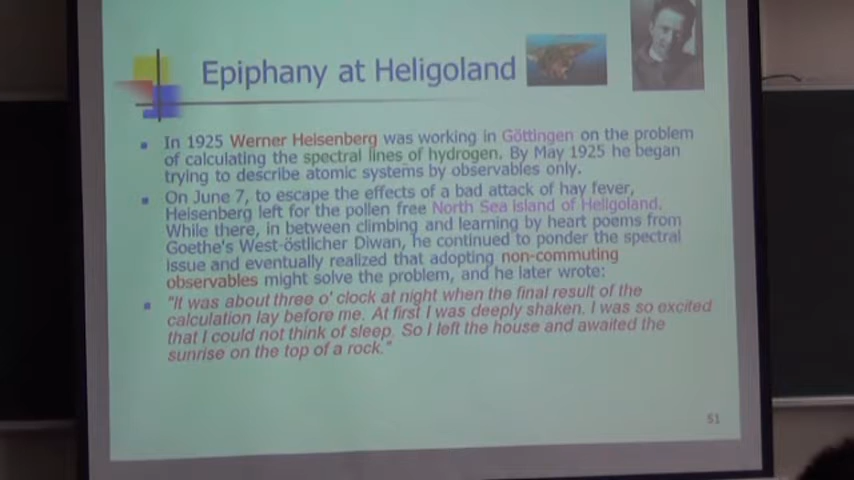 Epiphany at Heligoland
In 1925 Werner Heisenberg was working in Göttingen on the problem
of calculating the spectral lines of hydrogen. By May 1925 he began
trying to describe atomic systems by observables only.
On June 7, to escape the effects of a bad attack of hay fever,
Heisenberg left for the pollen free North Sea island of Heligoland.
While there, in between climbing and learning by heart poems from
Goethe's West-östlicher Diwan, he continued to ponder the spectral
issue and eventually realized that adopting non-commuting
observables might solve the problem, and he later wrote:
"It was about three o' clock at night when the final result of the
calculation lay before me. At first I was deeply shaken. I was so excited
that I could not think of sleep. So I left the house and awaited the
sunrise on the top of a rock."
51